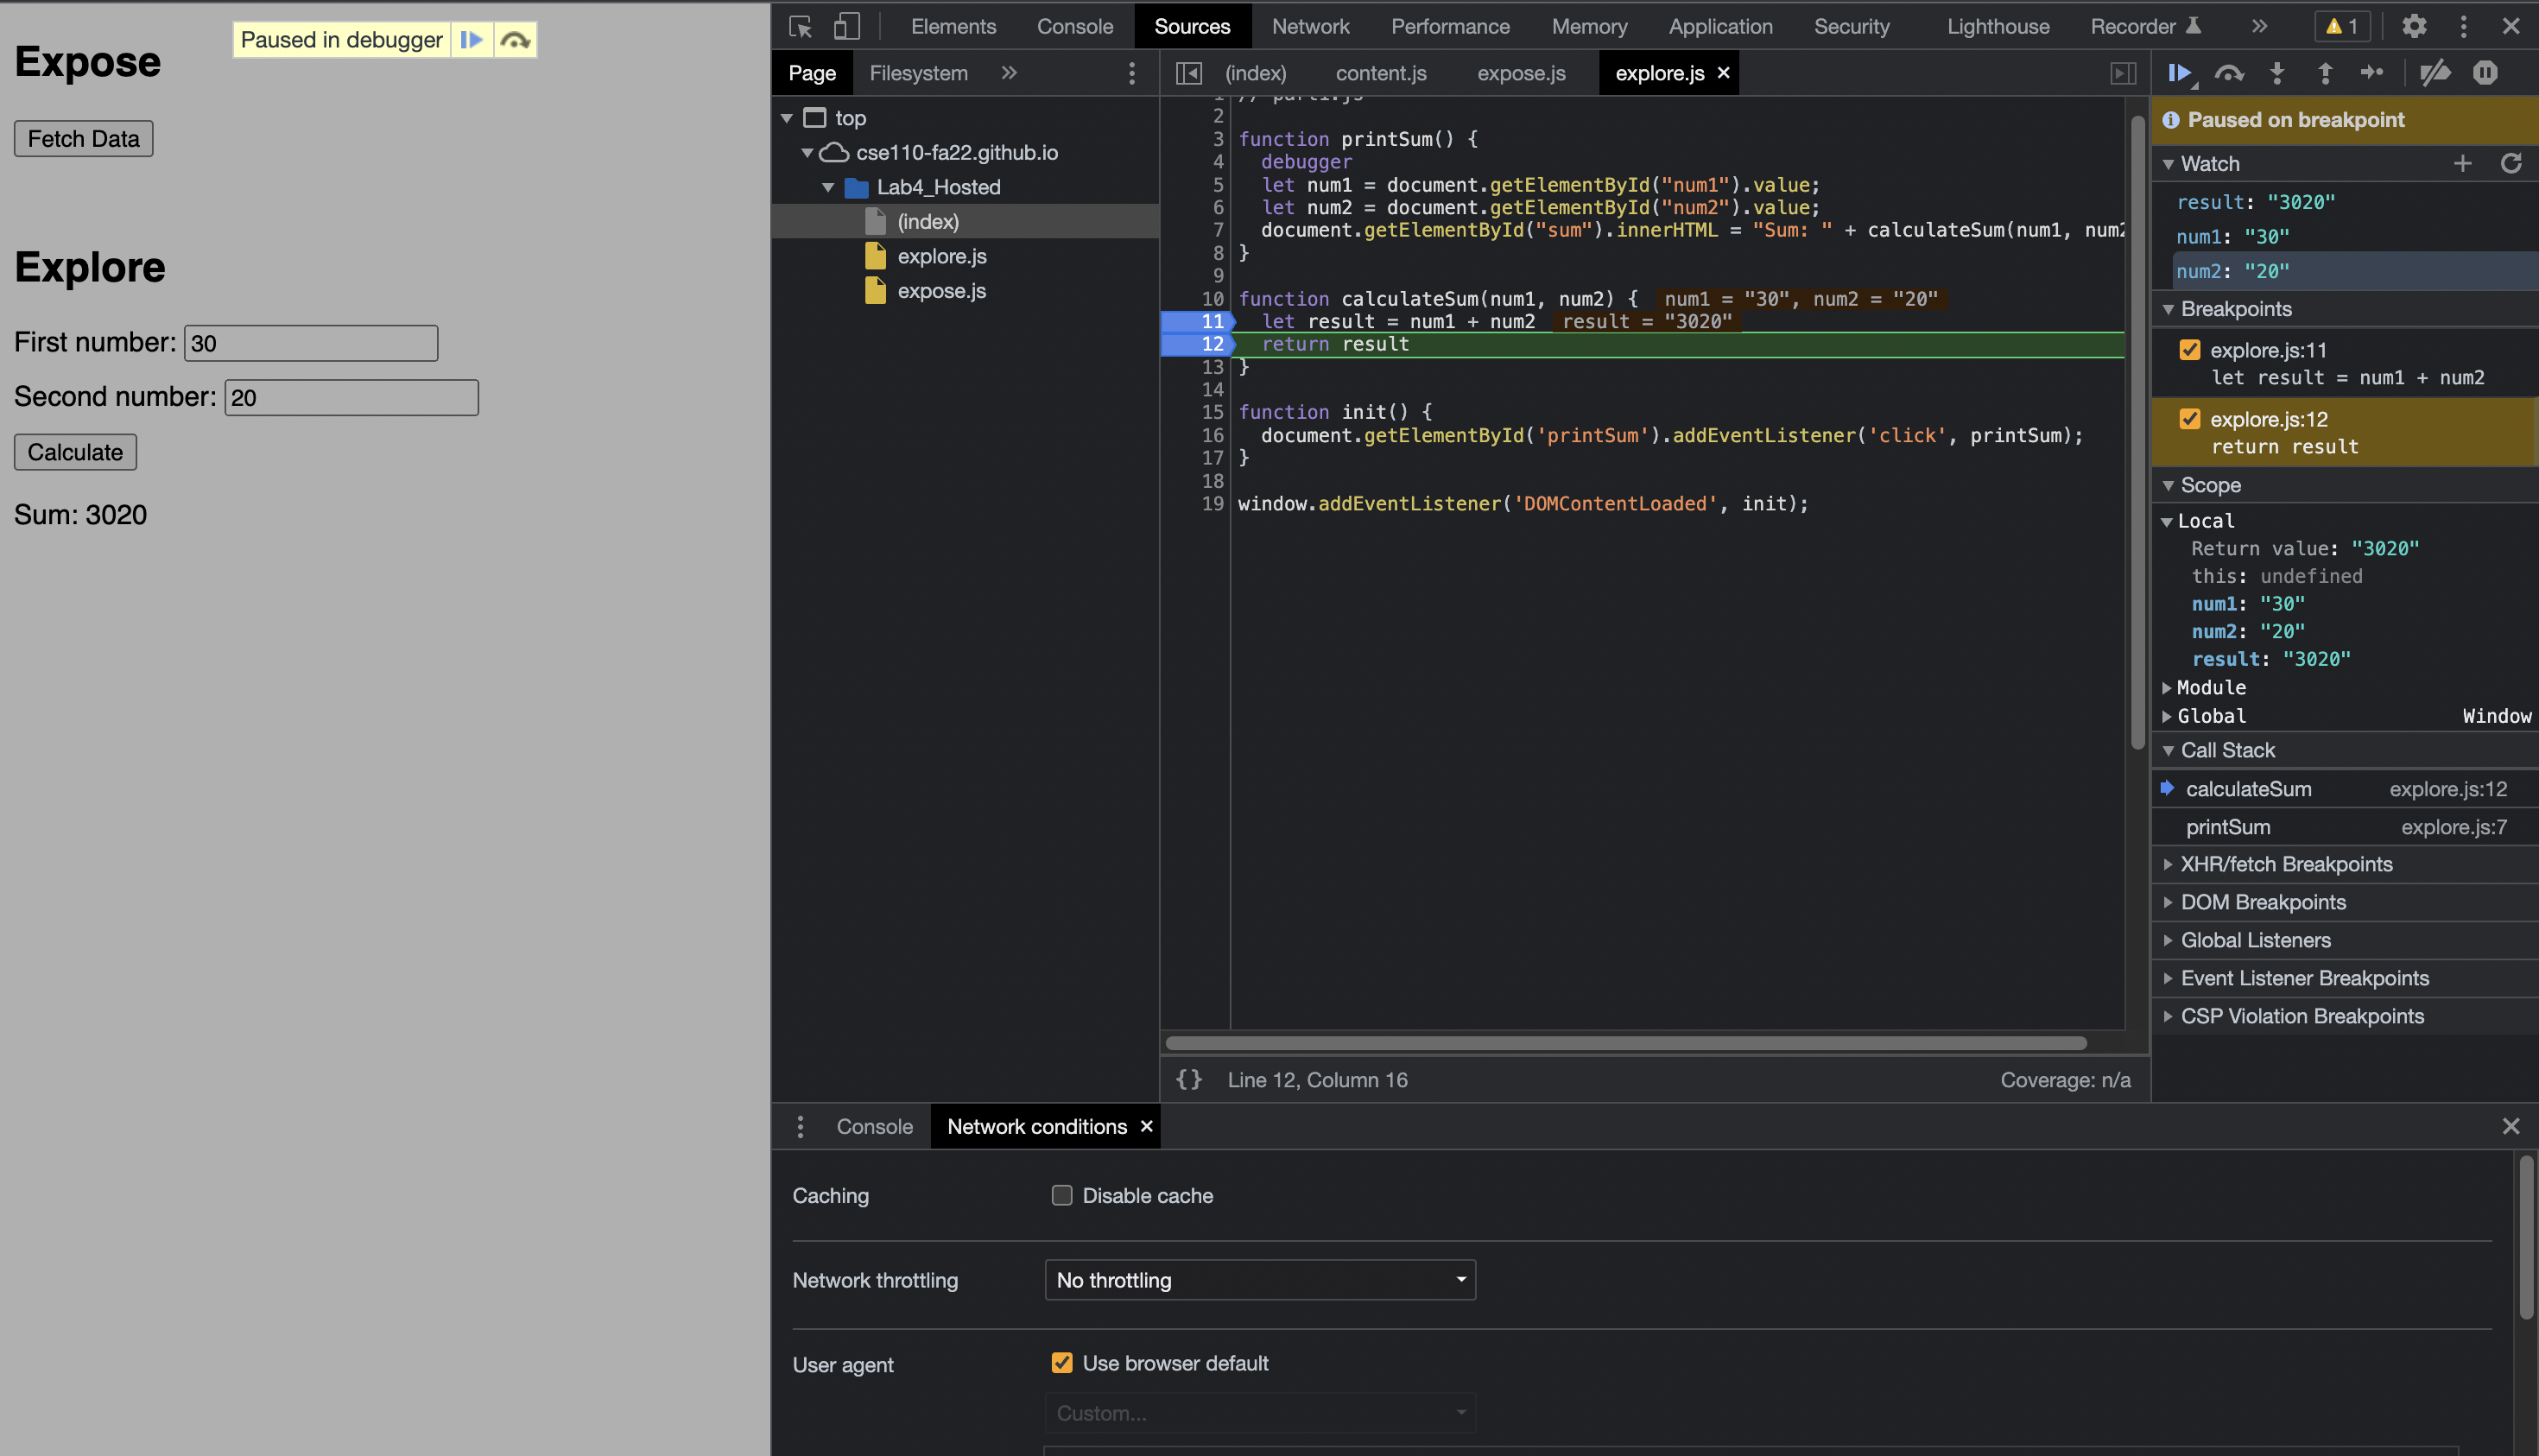 Expose
Paused in debugger
Fetch Data
Explore
First number: 30
Second number: 20
Calculate
Sum: 3020
Elements Console Sources Network Performance Memory Application Security Lighthouse Recorder » 1
Page Filesystem »
top
cse110-fa22.github.io
Lab4_Hosted
(index)
explore.js
expose.js
(index) content.js expose.js explore.js ×
1 // part1.js
2
3 function printSum() {
4 debugger
5 let num1 = document.getElementById("num1").value;
6 let num2 = document.getElementById("num2").value;
7 document.getElementById("sum").innerHTML = "Sum: " + calculateSum(num1, num2
8 }
9
10 function calculateSum(num1, num2) { num1 = "30", num2 = "20"
11 let result = num1 + num2 result = "3020"
12 return result
13 }
14
15 function init() {
16 document.getElementById('printSum').addEventListener('click', printSum);
17 }
18
19 window.addEventListener('DOMContentLoaded', init);
{} Line 12, Column 16 Coverage: n/a
Paused on breakpoint
Watch
result: "3020"
num1: "30"
num2: "20"
Breakpoints
explore.js:11
let result = num1 + num2
explore.js:12
return result
Scope
Local
Return value: "3020"
this: undefined
num1: "30"
num2: "20"
result: "3020"
Module
Global Window
Call Stack
calculateSum explore.js:12
printSum explore.js:7
XHR/fetch Breakpoints
DOM Breakpoints
Global Listeners
Event Listener Breakpoints
CSP Violation Breakpoints
Console Network conditions ×
Caching Disable cache
Network throttling No throttling
User agent Use browser default
Custom...